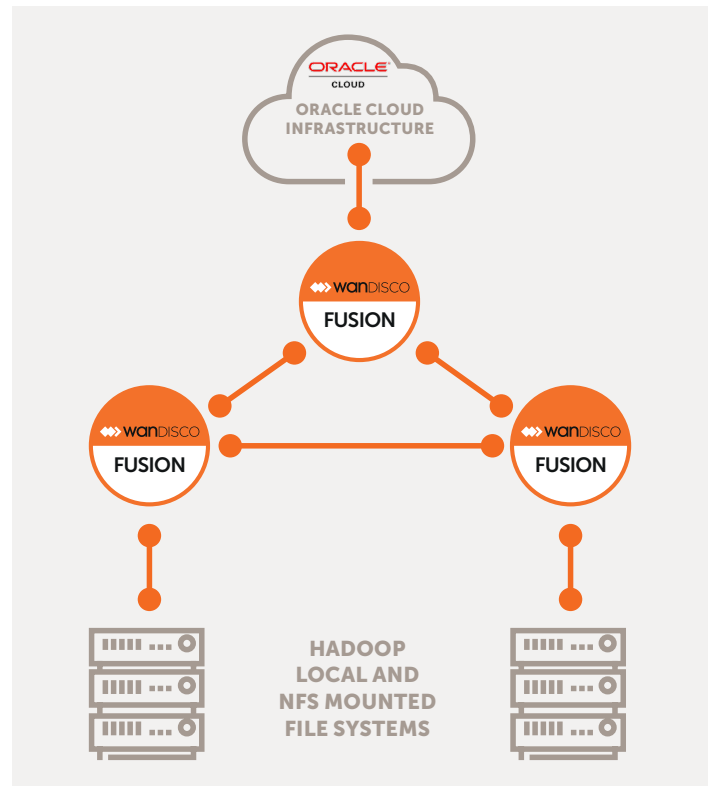 ORACLE®
CLOUD
ORACLE CLOUD
INFRASTRUCTURE
WANDISCO
FUSION
WANDISCO
FUSION
WANDISCO
FUSION
HADOOP
LOCAL AND
NFS MOUNTED
FILE SYSTEMS